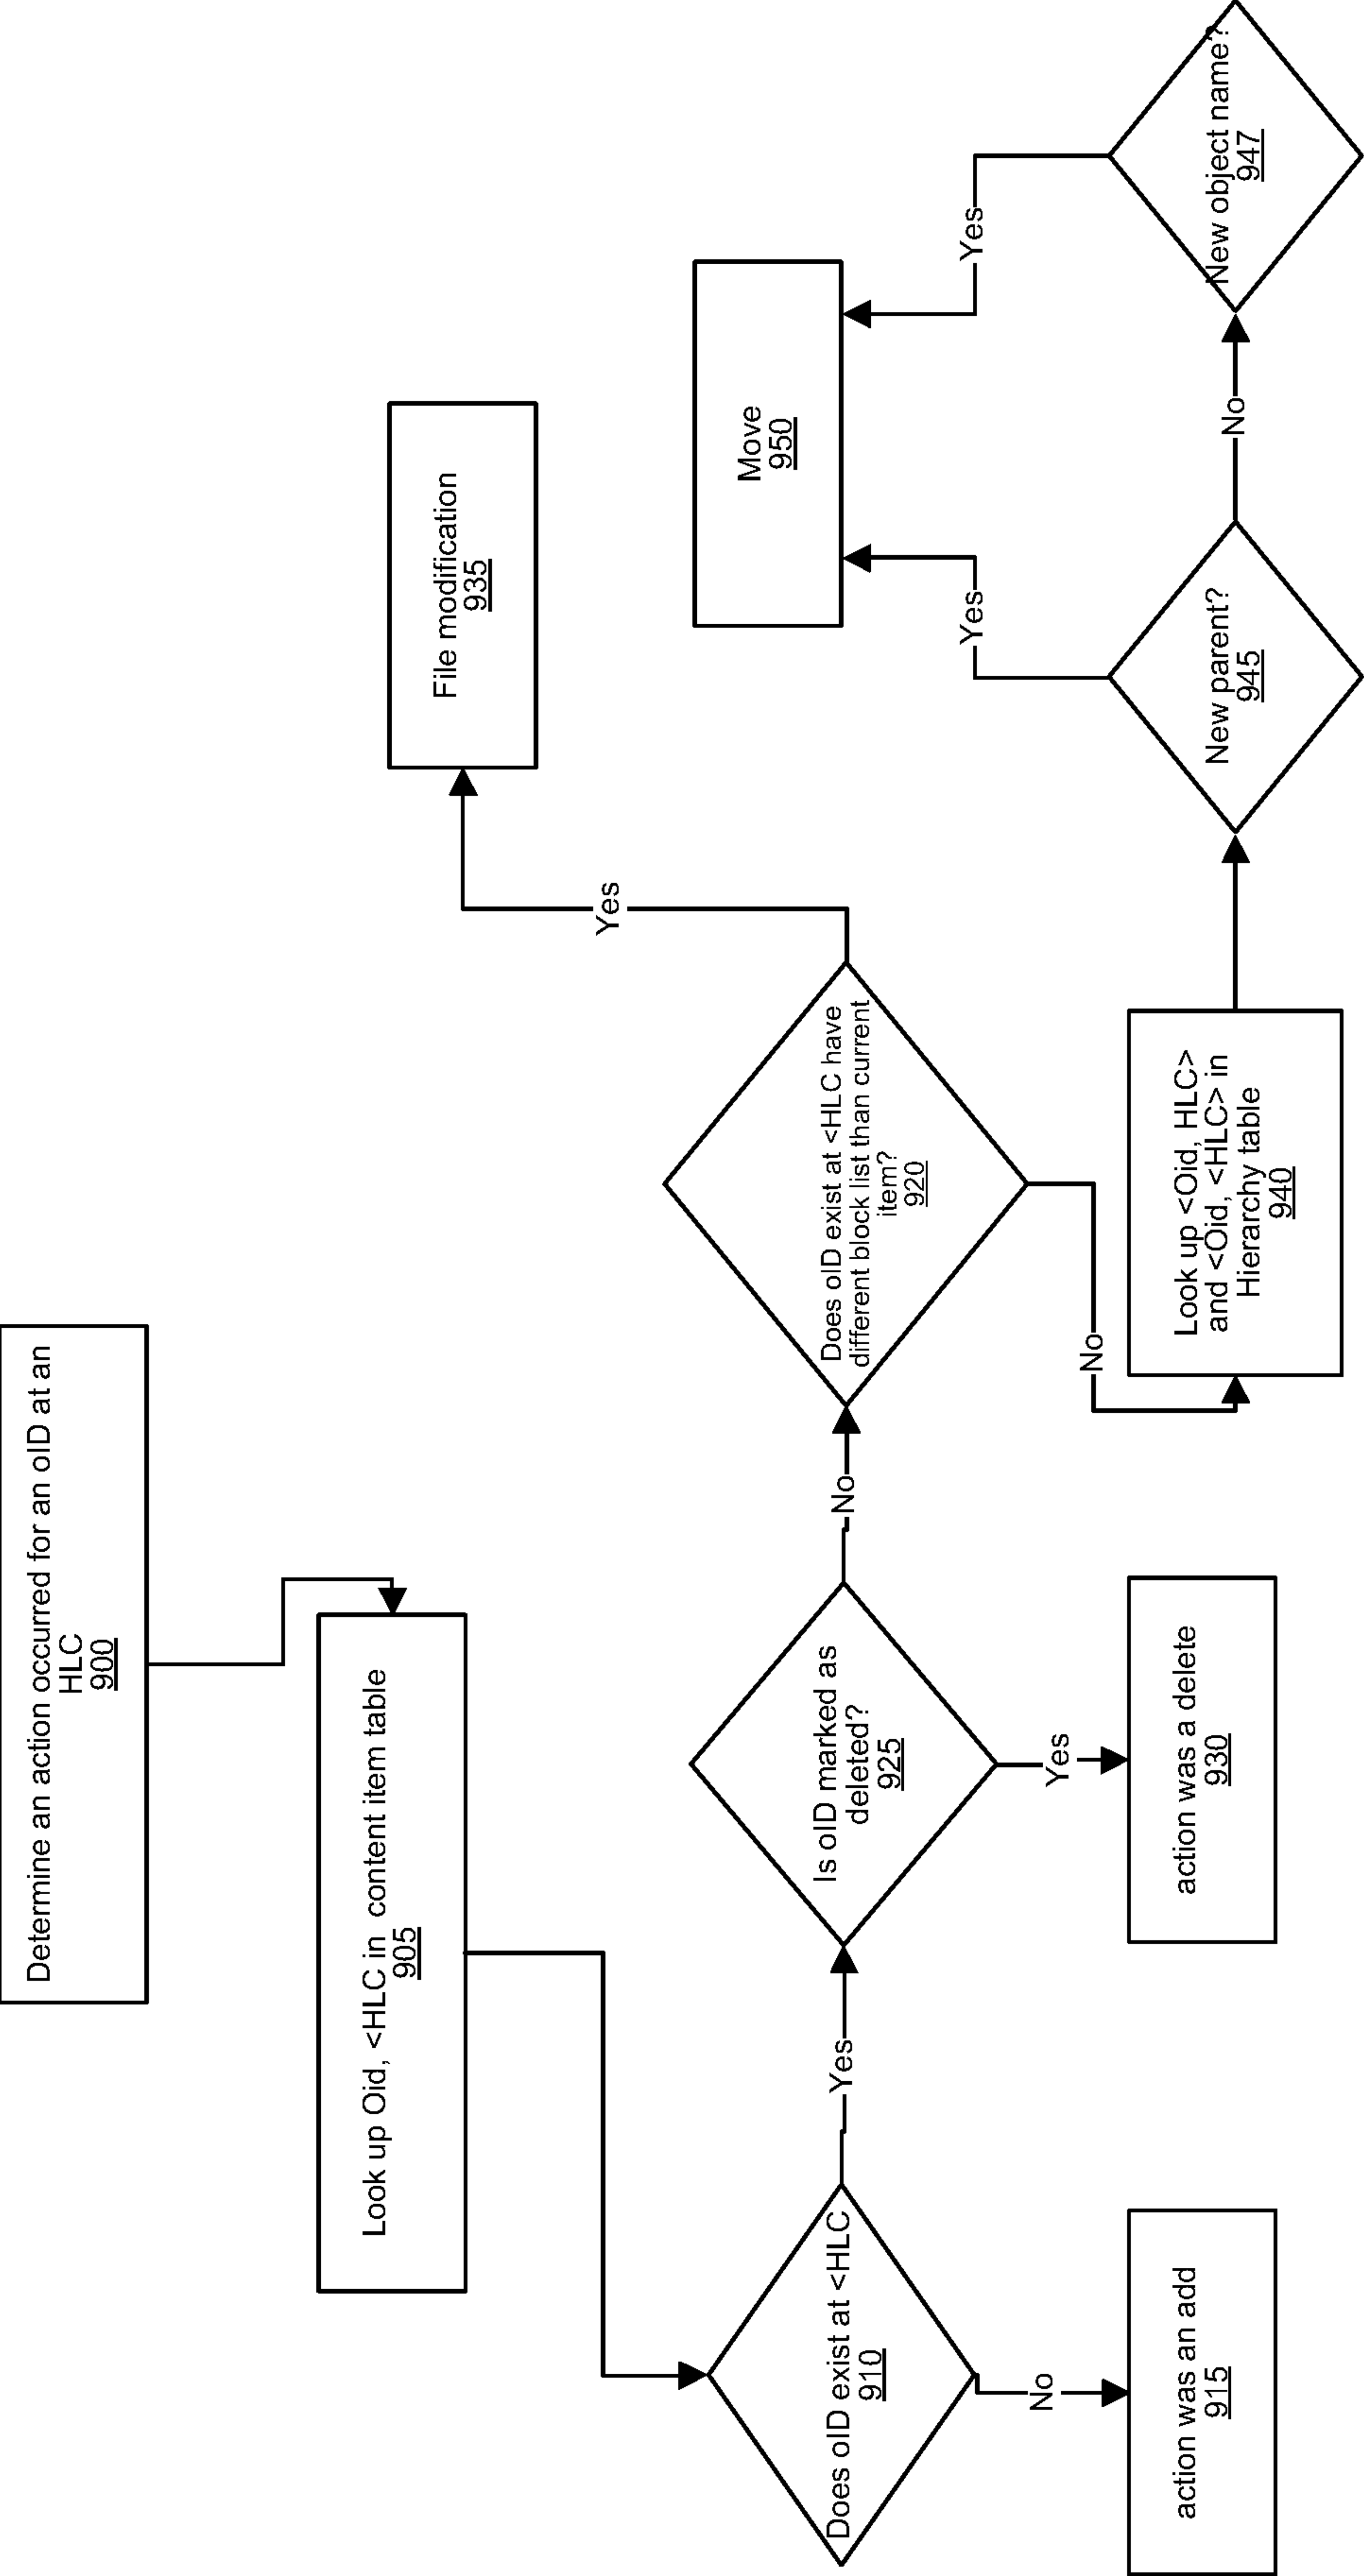 Determine an action occurred for an oID at an
HLC
900
Look up Oid, <HLC in content item table
905
Does oID exist at <HLC
910
No
action was an add
915
Yes
Is oID marked as
deleted?
925
Yes
action was a delete
930
No
Does oID exist at <HLC have
different block list than current
item?
920
Yes
File modification
935
No
Look up <Oid, HLC>
and <Oid, <HLC> in
Hierarchy table
940
New parent?
945
Yes
Move
950
No
New object name?
947
Yes